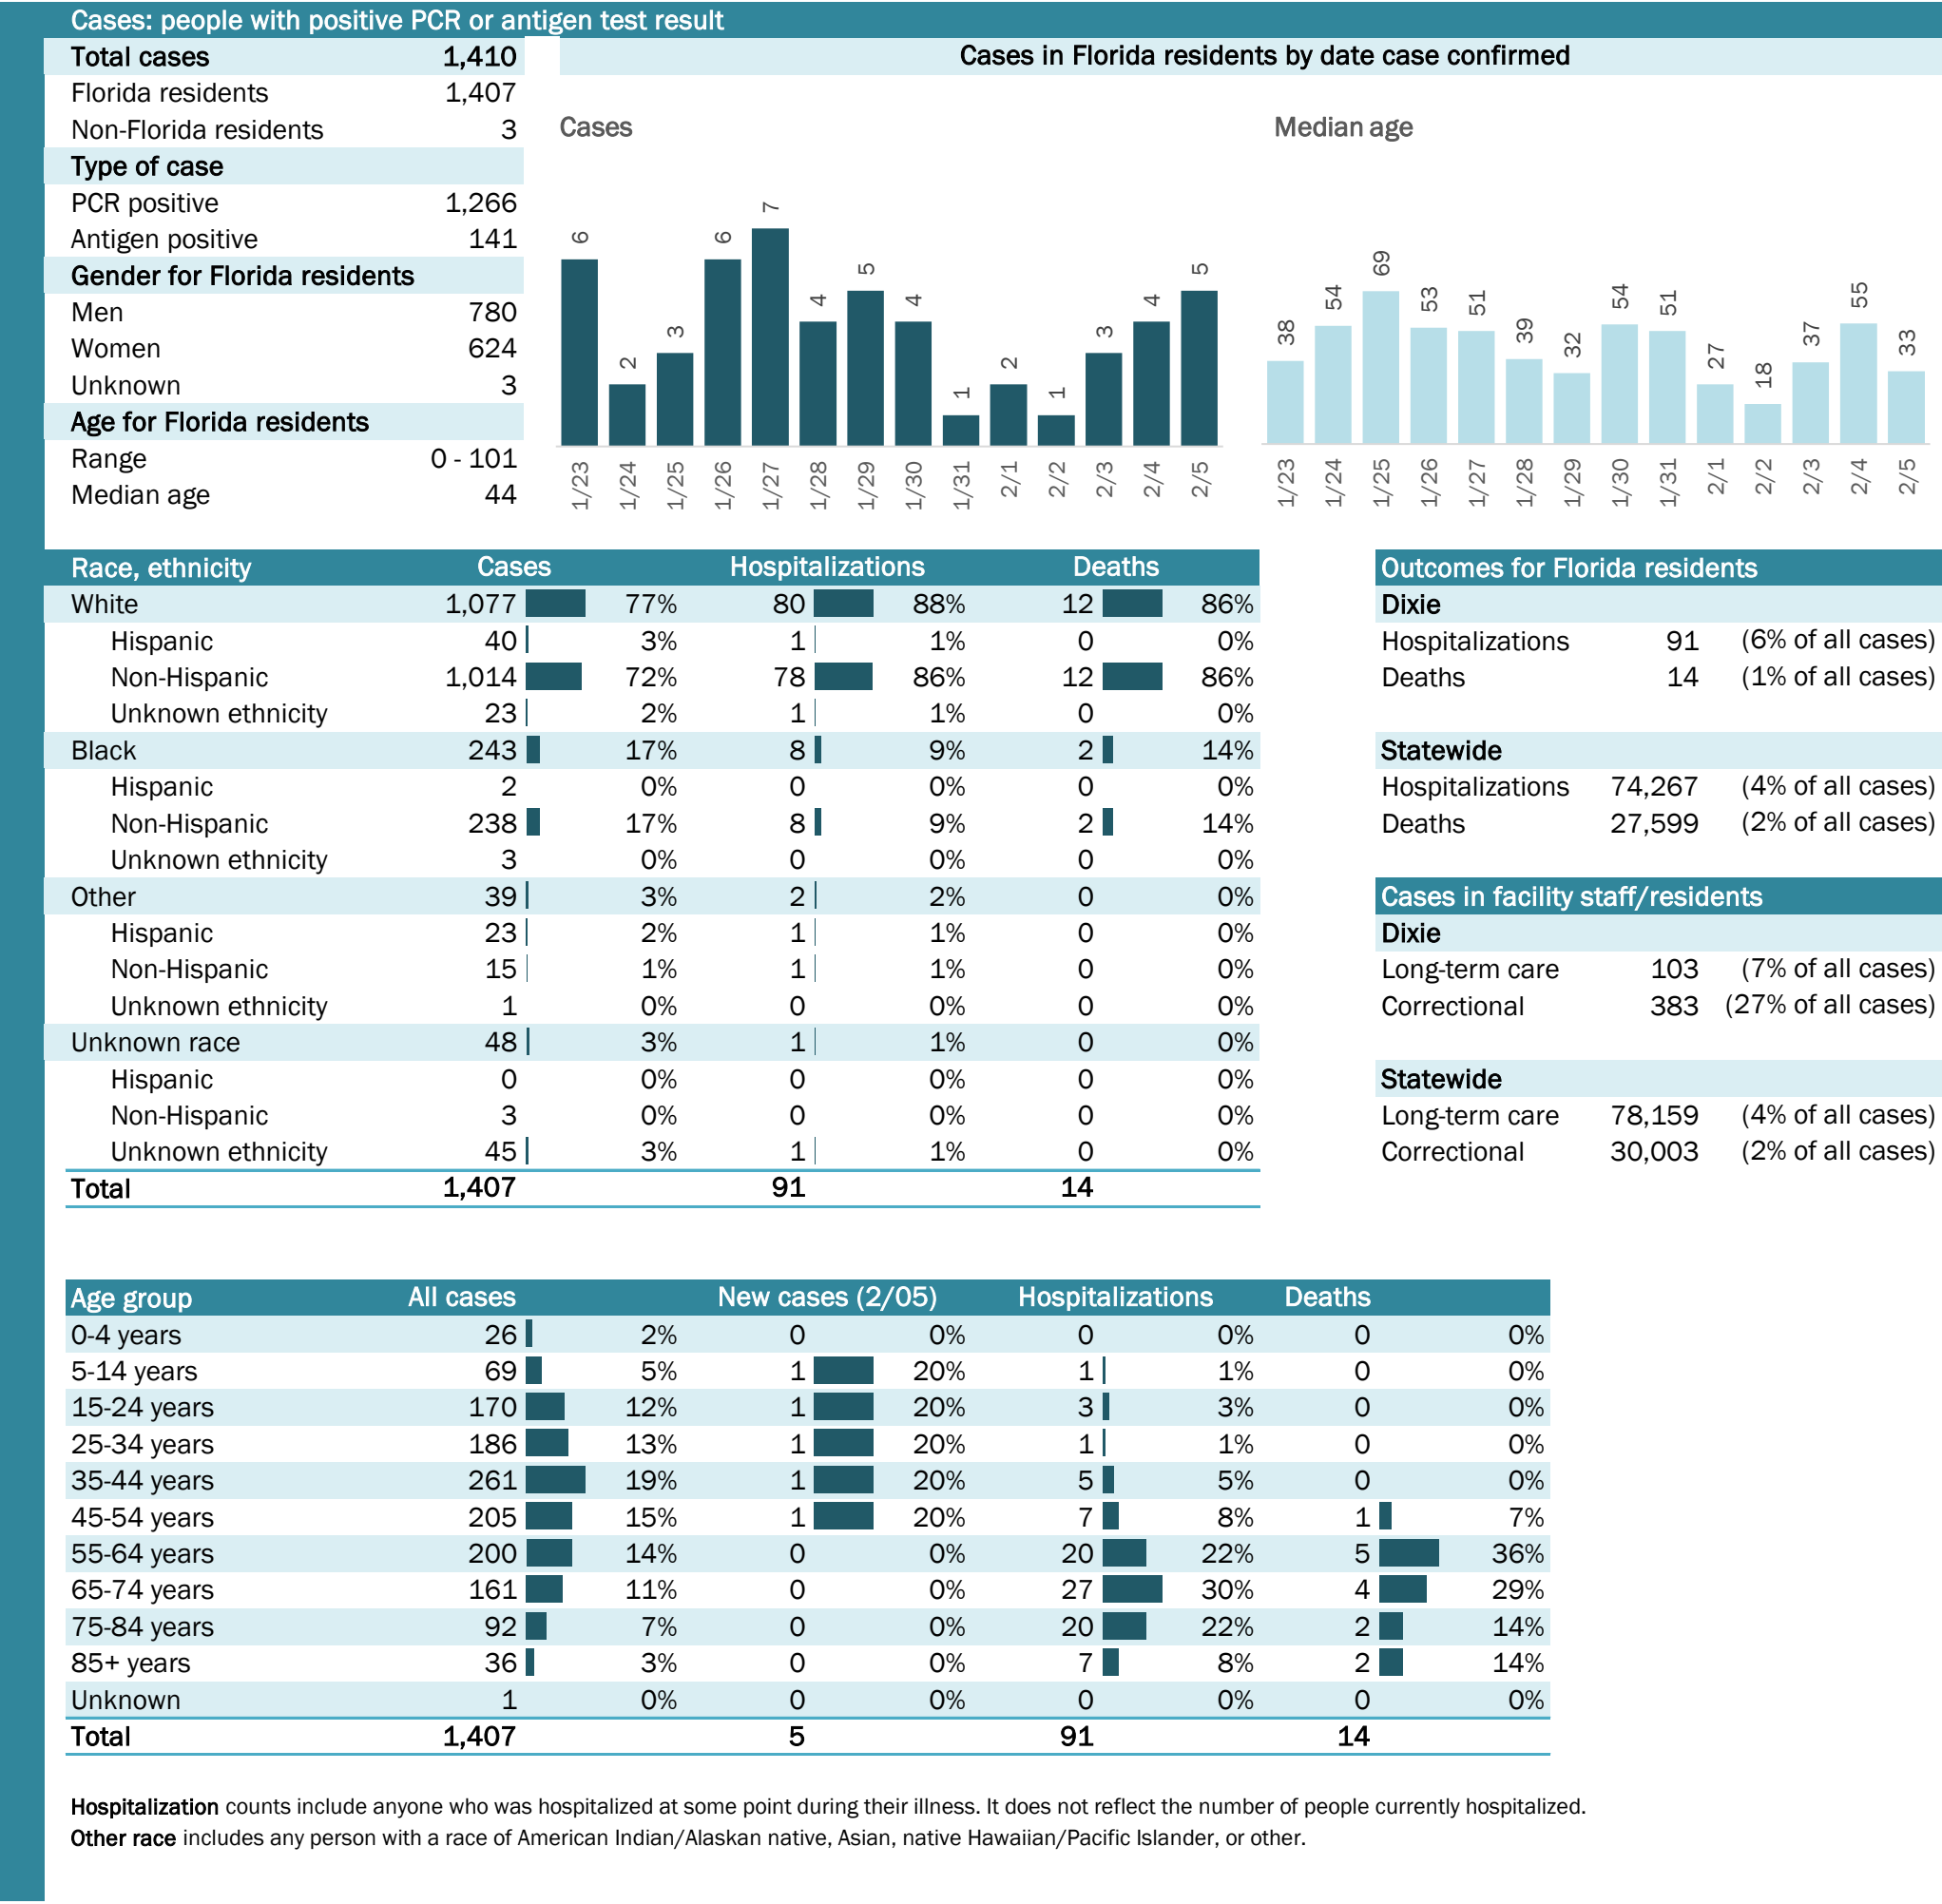 Cases: people with positive PCR or antigen test result
Total cases 1,410
Florida residents 1,407
Non-Florida residents 3
Type of case
PCR positive 1,266
Antigen positive 141
Gender for Florida residents
Men 780
Women 624
Unknown 3
Age for Florida residents
Range 0 - 101
Median age 44
Cases in Florida residents by date case confirmed
Cases
6 2 3 6 7 4 5 4 1 2 1 3 4 5
1/23 1/24 1/25 1/26 1/27 1/28 1/29 1/30 1/31 2/1 2/2 2/3 2/4 2/5
Median age
38 54 69 53 51 39 32 54 51 27 18 37 55 33
1/23 1/24 1/25 1/26 1/27 1/28 1/29 1/30 1/31 2/1 2/2 2/3 2/4 2/5
Race, ethnicity Cases Hospitalizations Deaths
White 1,077 77% 80 88% 12 86%
Hispanic 40 3% 1 1% 0 0%
Non-Hispanic 1,014 72% 78 86% 12 86%
Unknown ethnicity 23 2% 1 1% 0 0%
Black 243 17% 8 9% 2 14%
Hispanic 2 0% 0 0% 0 0%
Non-Hispanic 238 17% 8 9% 2 14%
Unknown ethnicity 3 0% 0 0% 0 0%
Other 39 3% 2 2% 0 0%
Hispanic 23 2% 1 1% 0 0%
Non-Hispanic 15 1% 1 1% 0 0%
Unknown ethnicity 1 0% 0 0% 0 0%
Unknown race 48 3% 1 1% 0 0%
Hispanic 0 0% 0 0% 0 0%
Non-Hispanic 3 0% 0 0% 0 0%
Unknown ethnicity 45 3% 1 1% 0 0%
Total 1,407 91 14
Outcomes for Florida residents
Dixie
Hospitalizations 91 (6% of all cases)
Deaths 14 (1% of all cases)
Statewide
Hospitalizations 74,267 (4% of all cases)
Deaths 27,599 (2% of all cases)
Cases in facility staff/residents
Dixie
Long-term care 103 (7% of all cases)
Correctional 383 (27% of all cases)
Statewide
Long-term care 78,159 (4% of all cases)
Correctional 30,003 (2% of all cases)
Age group All cases New cases (2/05) Hospitalizations Deaths
0-4 years 26 2% 0 0% 0 0% 0 0%
5-14 years 69 5% 1 20% 1 1% 0 0%
15-24 years 170 12% 1 20% 3 3% 0 0%
25-34 years 186 13% 1 20% 1 1% 0 0%
35-44 years 261 19% 1 20% 5 5% 0 0%
45-54 years 205 15% 1 20% 7 8% 1 7%
55-64 years 200 14% 0 0% 20 22% 5 36%
65-74 years 161 11% 0 0% 27 30% 4 29%
75-84 years 92 7% 0 0% 20 22% 2 14%
85+ years 36 3% 0 0% 7 8% 2 14%
Unknown 1 0% 0 0% 0 0% 0 0%
Total 1,407 5 91 14
Hospitalization counts include anyone who was hospitalized at some point during their illness. It does not reflect the number of people currently hospitalized.
Other race includes any person with a race of American Indian/Alaskan native, Asian, native Hawaiian/Pacific Islander, or other.